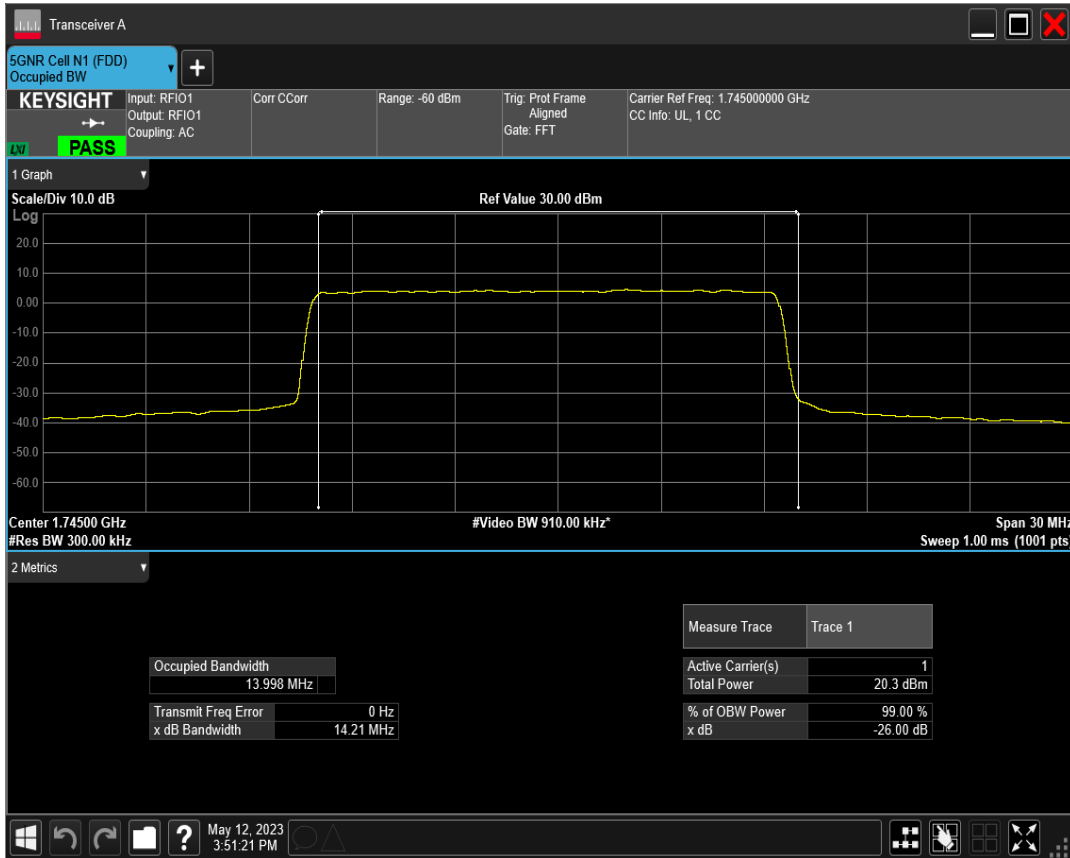 Transceiver A
5GNR Cell N1 (FDD)
Occupied BW
+
KEYSIGHT
LXI
PASS
Input: RFIO1
Output: RFIO1
Coupling: AC
Corr CCorr
Range: -60 dBm
Trig: Prot Frame
Aligned
Gate: FFT
Carrier Ref Freq: 1.745000000 GHz
CC Info: UL, 1 CC
1 Graph
Scale/Div 10.0 dB
Ref Value 30.00 dBm
Log
20.0
10.0
0.00
-10.0
-20.0
-30.0
-40.0
-50.0
-60.0
Center 1.74500 GHz
#Video BW 910.00 kHz*
Span 30 MHz
#Res BW 300.00 kHz
Sweep 1.00 ms (1001 pts)
2 Metrics
Measure Trace Trace 1
Occupied Bandwidth
13.998 MHz
Active Carrier(s) 1
Total Power 20.3 dBm
Transmit Freq Error 0 Hz
x dB Bandwidth 14.21 MHz
% of OBW Power 99.00 %
x dB -26.00 dB
?
May 12, 2023
3:51:21 PM